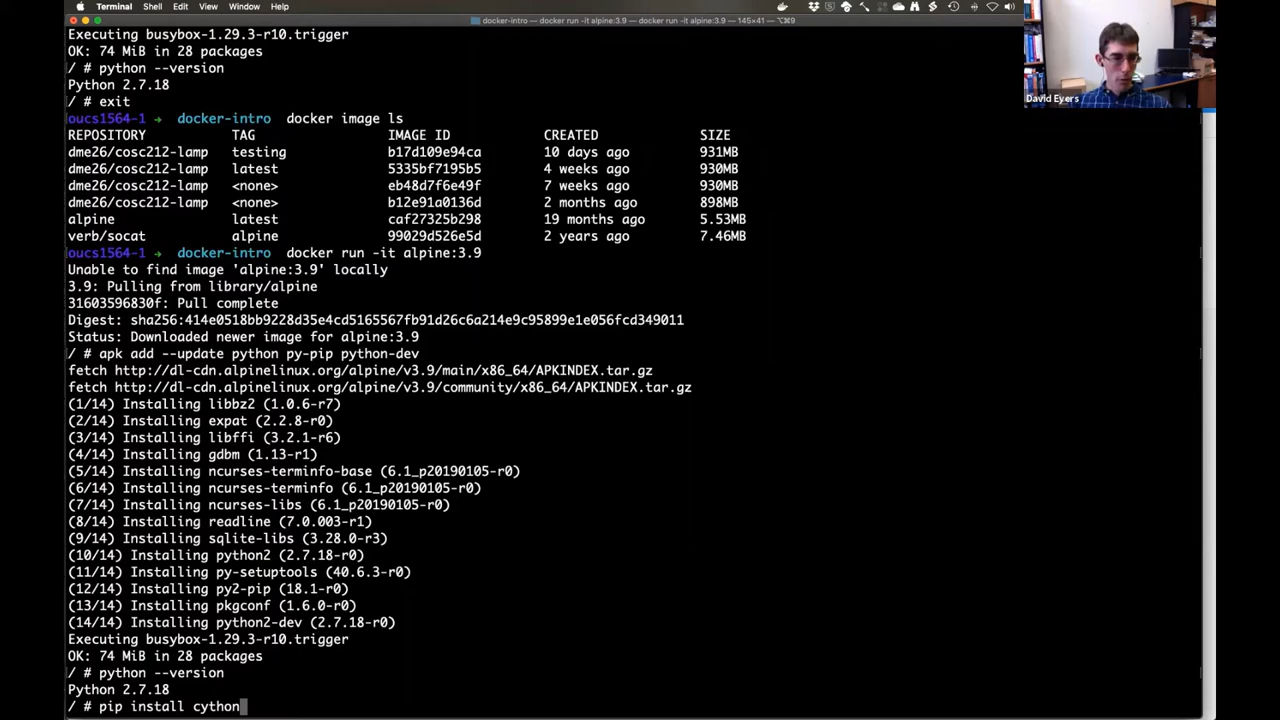 Terminal Shell Edit View Window Help
docker-intro — docker run -it alpine:3.9 — docker run -it alpine:3.9 — 145×41 ⌥⌘9
Executing busybox-1.29.3-r10.trigger
OK: 74 MiB in 28 packages
/ # python --version
Python 2.7.18
/ # exit
oucs1564-1 → docker-intro docker image ls
REPOSITORY TAG IMAGE ID CREATED SIZE
dme26/cosc212-lamp testing b17d109e94ca 10 days ago 931MB
dme26/cosc212-lamp latest 5335bf7195b5 4 weeks ago 930MB
dme26/cosc212-lamp <none> eb48d7f6e49f 7 weeks ago 930MB
dme26/cosc212-lamp <none> b12e91a0136d 2 months ago 898MB
alpine latest caf27325b298 19 months ago 5.53MB
verb/socat alpine 99029d526e5d 2 years ago 7.46MB
oucs1564-1 → docker-intro docker run -it alpine:3.9
Unable to find image 'alpine:3.9' locally
3.9: Pulling from library/alpine
31603596830f: Pull complete
Digest: sha256:414e0518bb9228d35e4cd5165567fb91d26c6a214e9c95899e1e056fcd349011
Status: Downloaded newer image for alpine:3.9
/ # apk add --update python py-pip python-dev
fetch http://dl-cdn.alpinelinux.org/alpine/v3.9/main/x86_64/APKINDEX.tar.gz
fetch http://dl-cdn.alpinelinux.org/alpine/v3.9/community/x86_64/APKINDEX.tar.gz
(1/14) Installing libbz2 (1.0.6-r7)
(2/14) Installing expat (2.2.8-r0)
(3/14) Installing libffi (3.2.1-r6)
(4/14) Installing gdbm (1.13-r1)
(5/14) Installing ncurses-terminfo-base (6.1_p20190105-r0)
(6/14) Installing ncurses-terminfo (6.1_p20190105-r0)
(7/14) Installing ncurses-libs (6.1_p20190105-r0)
(8/14) Installing readline (7.0.003-r1)
(9/14) Installing sqlite-libs (3.28.0-r3)
(10/14) Installing python2 (2.7.18-r0)
(11/14) Installing py-setuptools (40.6.3-r0)
(12/14) Installing py2-pip (18.1-r0)
(13/14) Installing pkgconf (1.6.0-r0)
(14/14) Installing python2-dev (2.7.18-r0)
Executing busybox-1.29.3-r10.trigger
OK: 74 MiB in 28 packages
/ # python --version
Python 2.7.18
/ # pip install cython
David Eyers